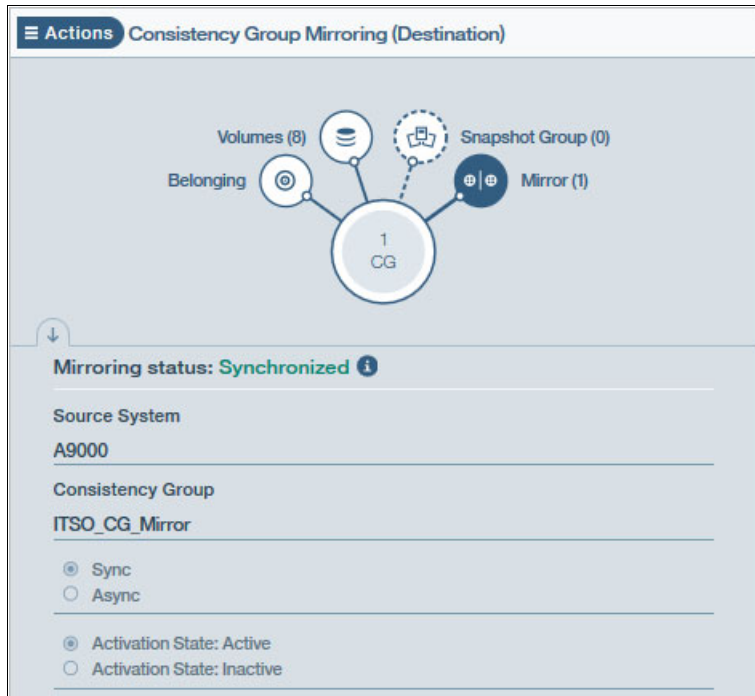 Actions Consistency Group Mirroring (Destination)
Volumes (8)
Snapshot Group (0)
Belonging
Mirror (1)
1
CG
Mirroring status: Synchronized
Source System
A9000
Consistency Group
ITSO_CG_Mirror
Sync
Async
Activation State: Active
Activation State: Inactive